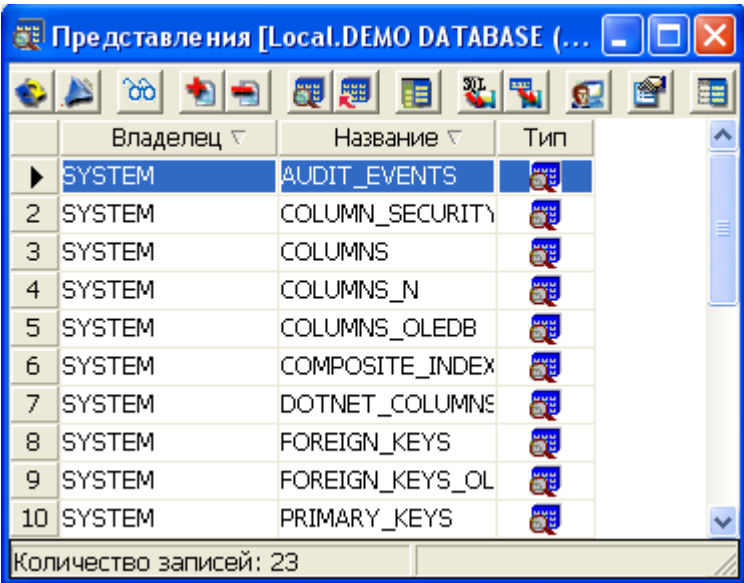 Представления [Local.DEMO DATABASE (...
SQL
Владелец Название Тип
SYSTEM AUDIT_EVENTS
2 SYSTEM COLUMN_SECURITY
3 SYSTEM COLUMNS
4 SYSTEM COLUMNS_N
5 SYSTEM COLUMNS_OLEDB
6 SYSTEM COMPOSITE_INDEX
7 SYSTEM DOTNET_COLUMNS
8 SYSTEM FOREIGN_KEYS
9 SYSTEM FOREIGN_KEYS_OL
10 SYSTEM PRIMARY_KEYS
Количество записей: 23